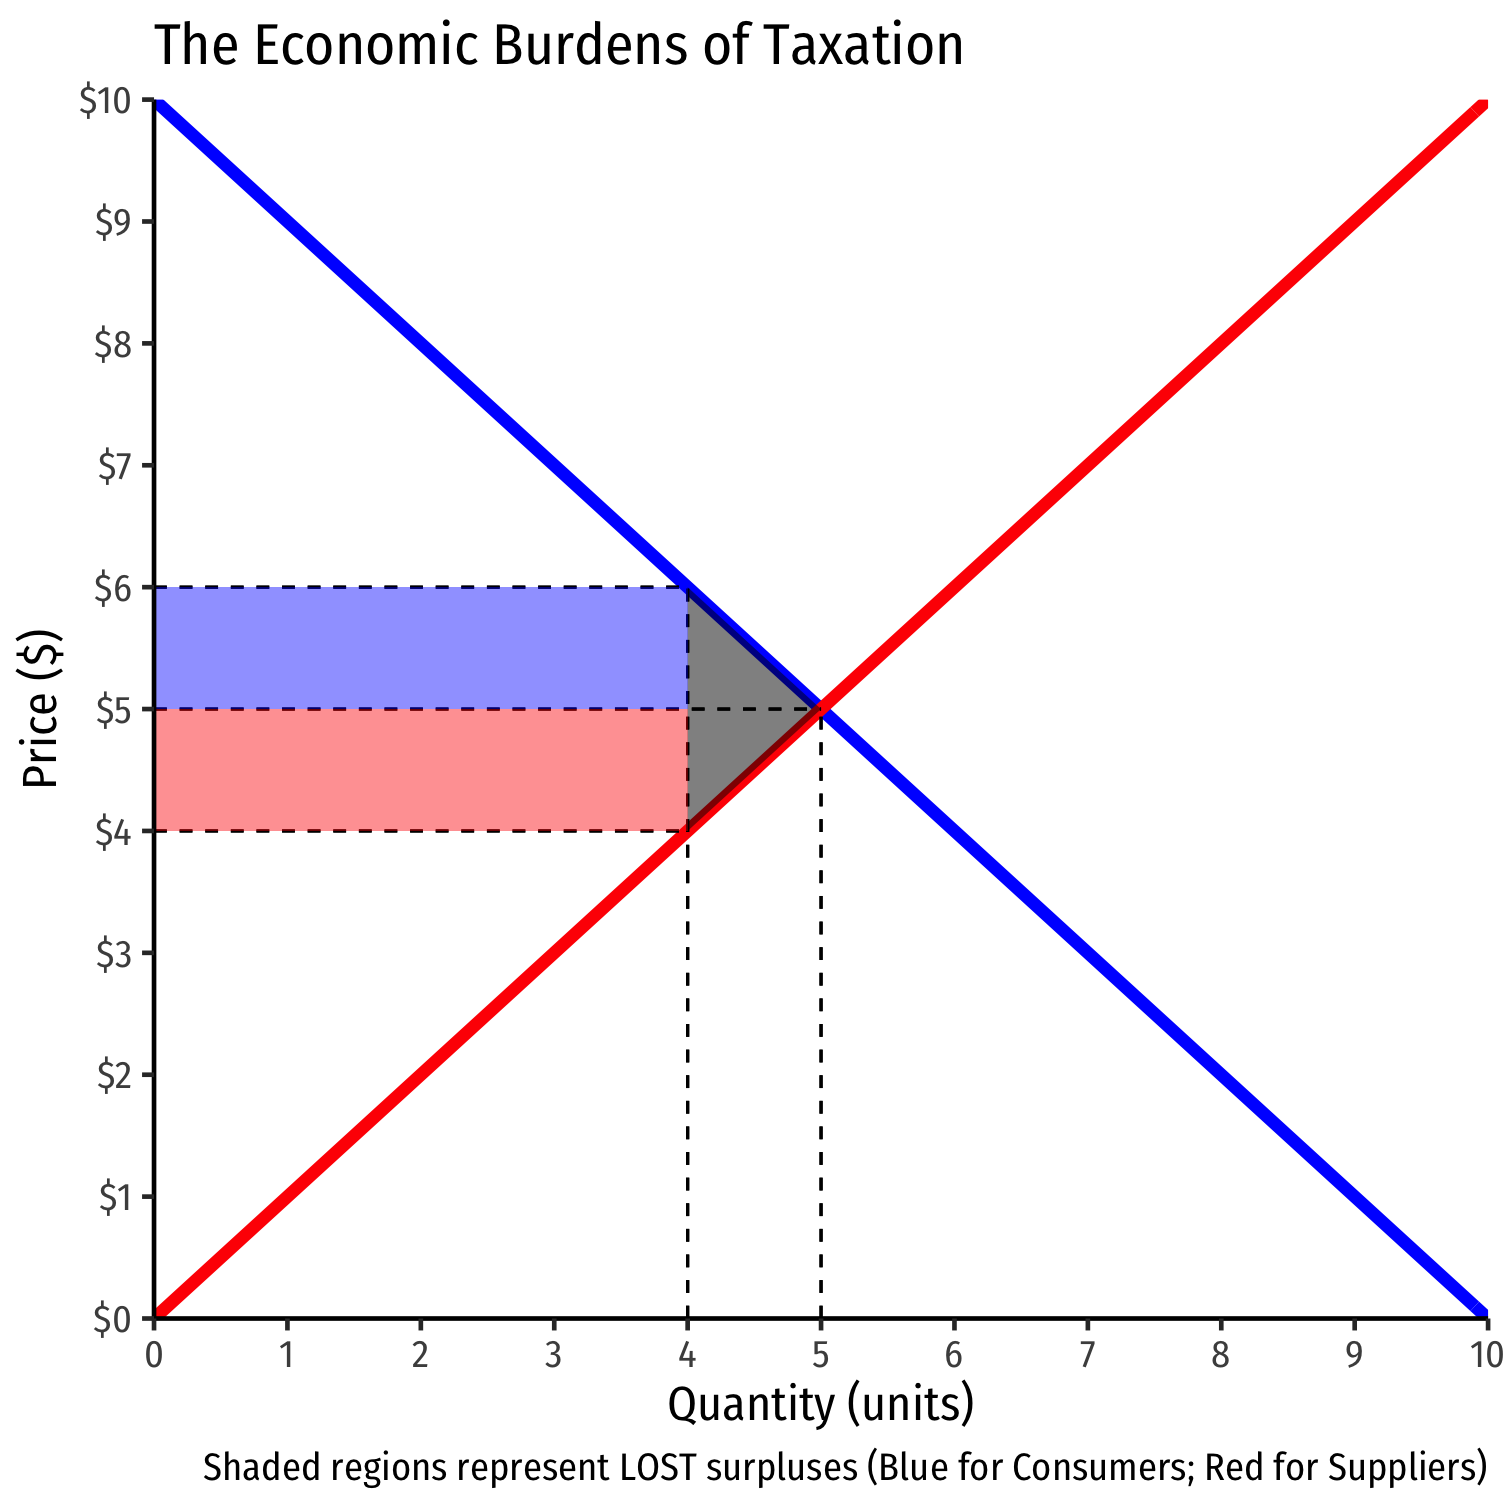 The Economic Burdens of Taxation
$10
$9
$8
$7
$6
$5
$4
$3
$2
$1
$0
Price ($)
0 1 2 3 4 5 6 7 8 9 10
Quantity (units)
Shaded regions represent LOST surpluses (Blue for Consumers; Red for Suppliers)